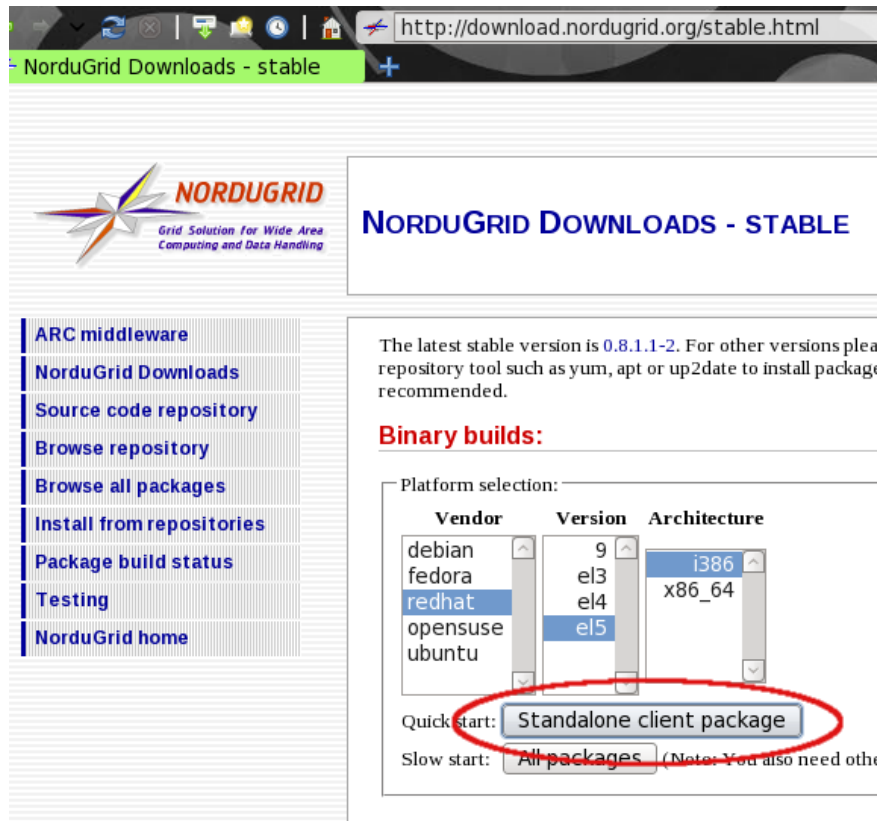 http://download.nordugrid.org/stable.html
NorduGrid Downloads - stable
NORDUGRID
Grid Solution for Wide Area
Computing and Data Handling
NORDUGRID DOWNLOADS - STABLE
ARC middleware
NorduGrid Downloads
Source code repository
Browse repository
Browse all packages
Install from repositories
Package build status
Testing
NorduGrid home
The latest stable version is 0.8.1.1-2. For other versions plea
repository tool such as yum, apt or up2date to install package
recommended.
Binary builds:
Platform selection:
Vendor Version Architecture
debian 9 i386
fedora el3 x86_64
redhat el4
opensuse el5
ubuntu
Quick start: Standalone client package
Slow start: All packages (Note: You also need othe